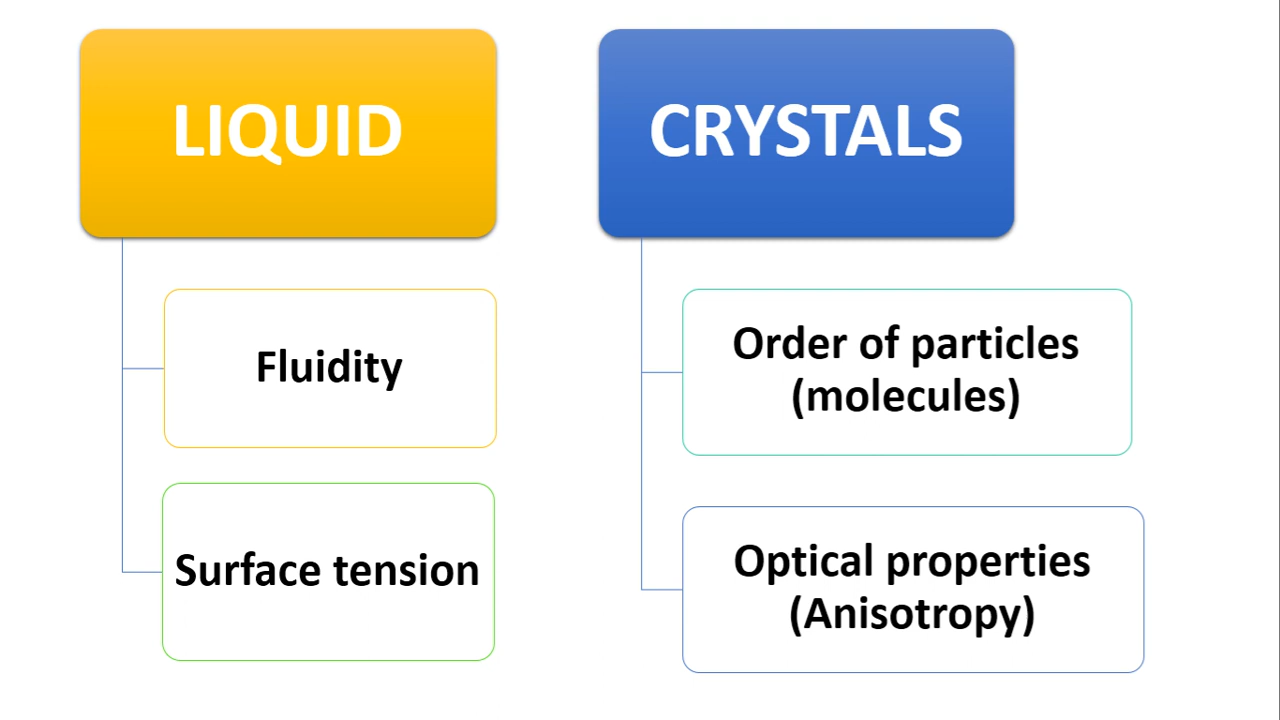 LIQUID
Fluidity
Surface tension
CRYSTALS
Order of particles
(molecules)
Optical properties
(Anisotropy)